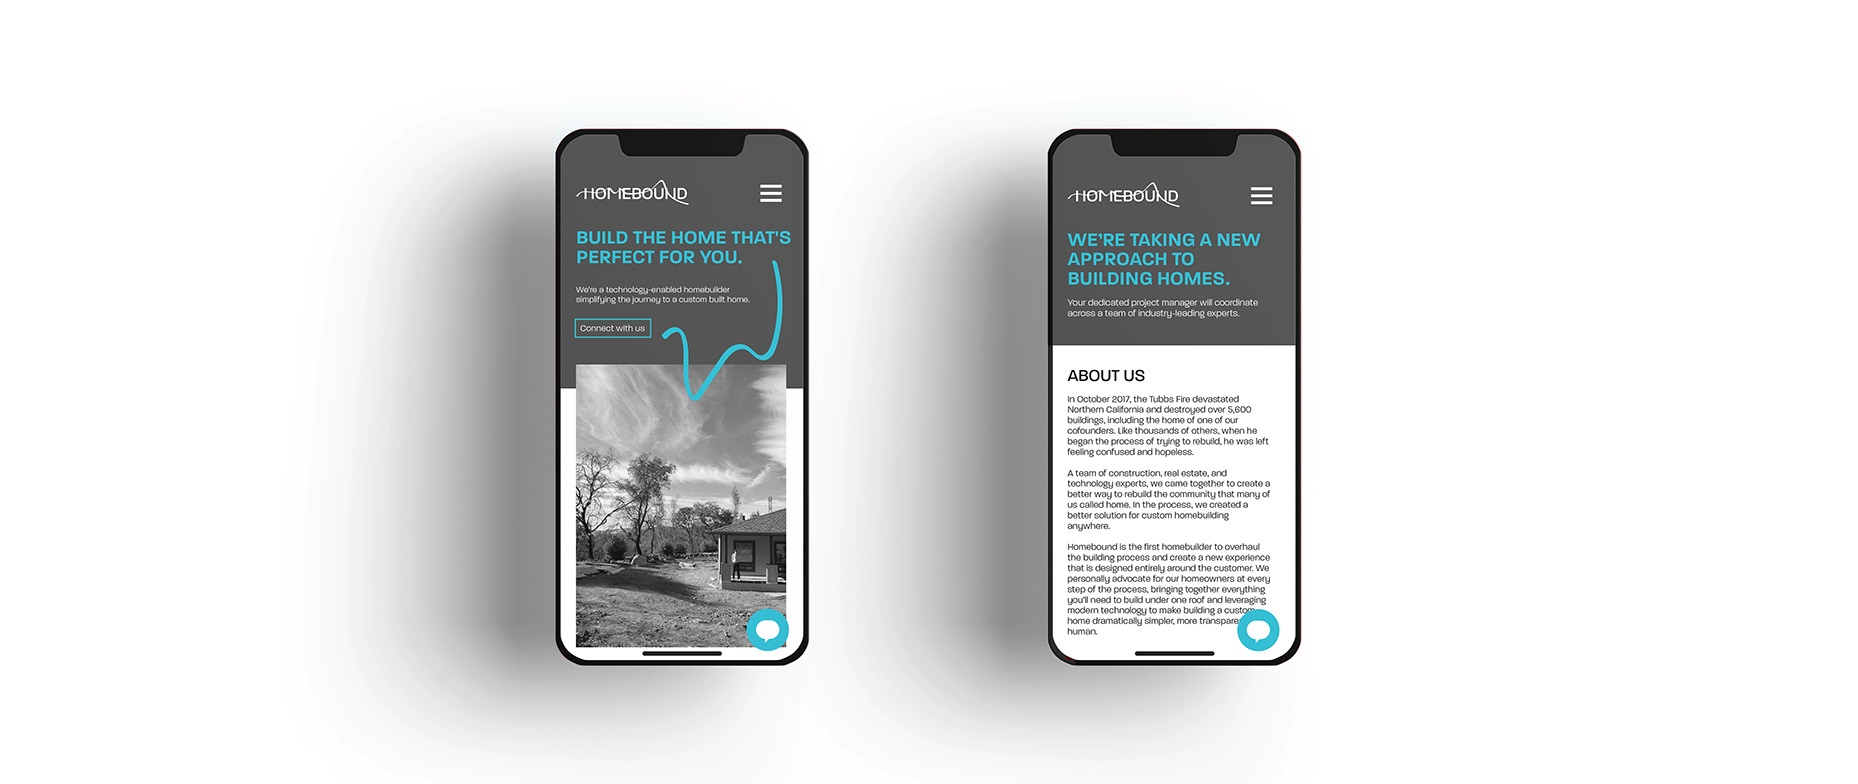 HOMEBOUND
BUILD THE HOME THAT'S
PERFECT FOR YOU.
We're a technology-enabled homebuilder
simplifying the journey to a custom built home.
Connect with us
HOMEBOUND
WE'RE TAKING A NEW
APPROACH TO
BUILDING HOMES.
Your dedicated project manager will coordinate
across a team of industry-leading experts.
ABOUT US
In October 2017, the Tubbs Fire devastated
Northern California and destroyed over 5,600
buildings, including the home of one of our
cofounders. Like thousands of others, when he
began the process of trying to rebuild, he was left
feeling confused and hopeless.
A team of construction, real estate, and
technology experts, we came together to create a
better way to rebuild the community that many of
us called home. In the process, we created a
better solution for custom homebuilding
anywhere.
Homebound is the first homebuilder to overhaul
the building process and create a new experience
that is designed entirely around the customer. We
personally advocate for our homeowners at every
step of the process, bringing together everything
you'll need to build under one roof and leveraging
modern technology to make building a custom
home dramatically simpler, more
human.